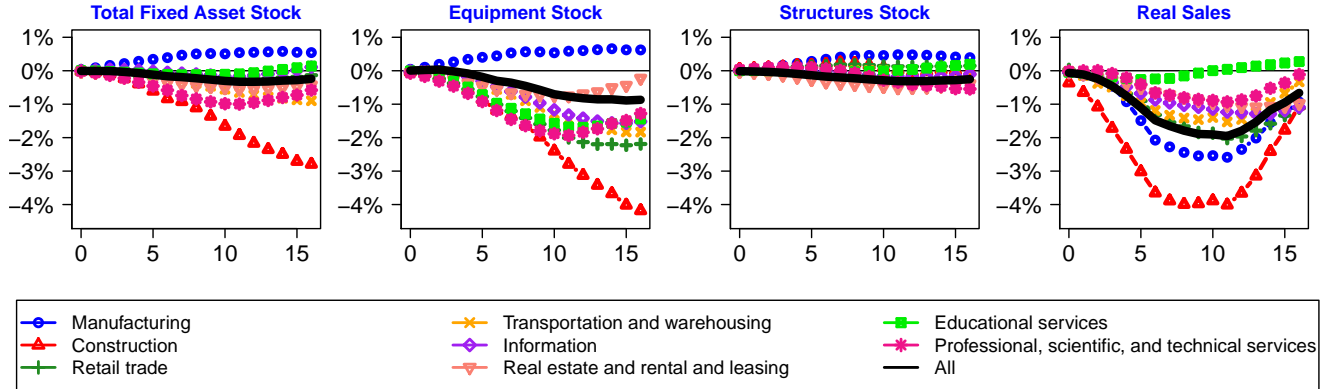 Total Fixed Asset Stock Equipment Stock Structures Stock Real Sales
1% 1% 1% 1%
0% 0% 0% 0%
−1% −1% −1% −1%
−2% −2% −2% −2%
−3% −3% −3% −3%
−4% −4% −4% −4%
0 5 10 15 0 5 10 15 0 5 10 15 0 5 10 15
Manufacturing Transportation and warehousing Educational services
Construction Information Professional, scientific, and technical services
Retail trade Real estate and rental and leasing All